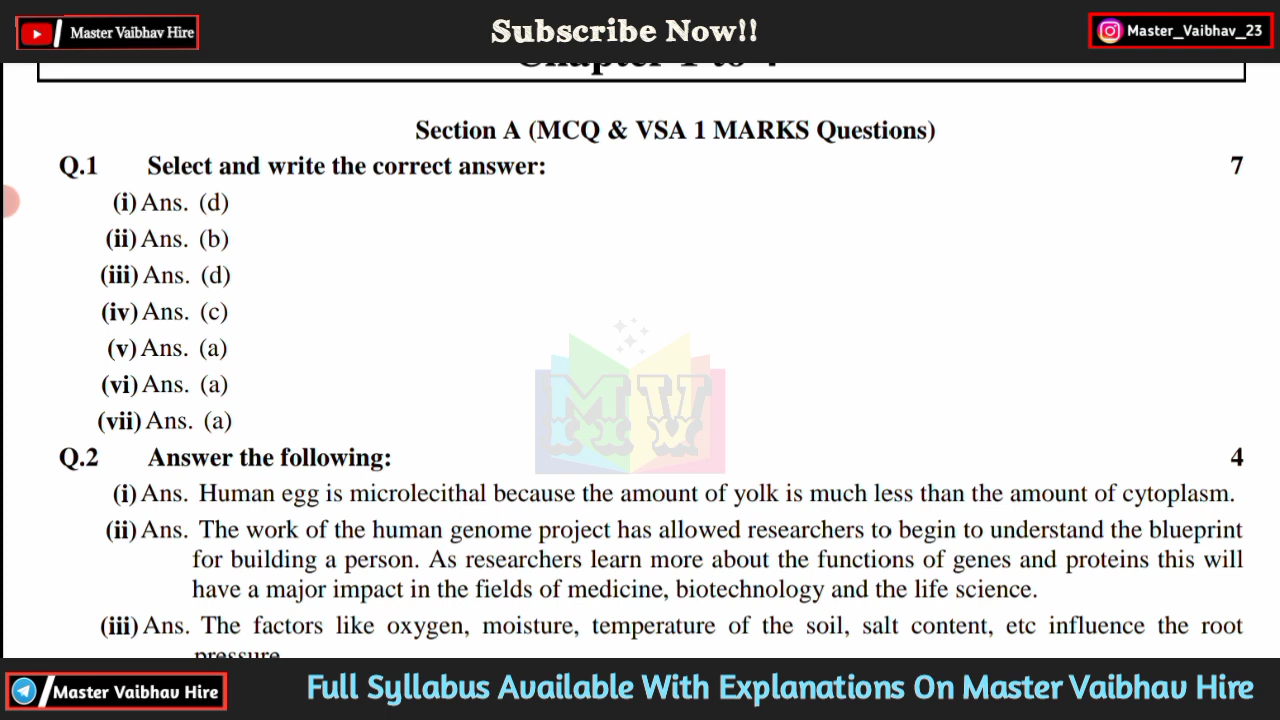 Master Vaibhav Hire
Subscribe Now!!
Master_Vaibhav_23
Chapter 1 to 4
Section A (MCQ & VSA 1 MARKS Questions)
Q.1 Select and write the correct answer: 7
(i) Ans. (d)
(ii) Ans. (b)
(iii) Ans. (d)
(iv) Ans. (c)
(v) Ans. (a)
(vi) Ans. (a)
(vii) Ans. (a)
MV
Q.2 Answer the following: 4
(i) Ans. Human egg is microlecithal because the amount of yolk is much less than the amount of cytoplasm.
(ii) Ans. The work of the human genome project has allowed researchers to begin to understand the blueprint
for building a person. As researchers learn more about the functions of genes and proteins this will
have a major impact in the fields of medicine, biotechnology and the life science.
(iii) Ans. The factors like oxygen, moisture, temperature of the soil, salt content, etc influence the root
pressure
Master Vaibhav Hire
Full Syllabus Available With Explanations On Master Vaibhav Hire